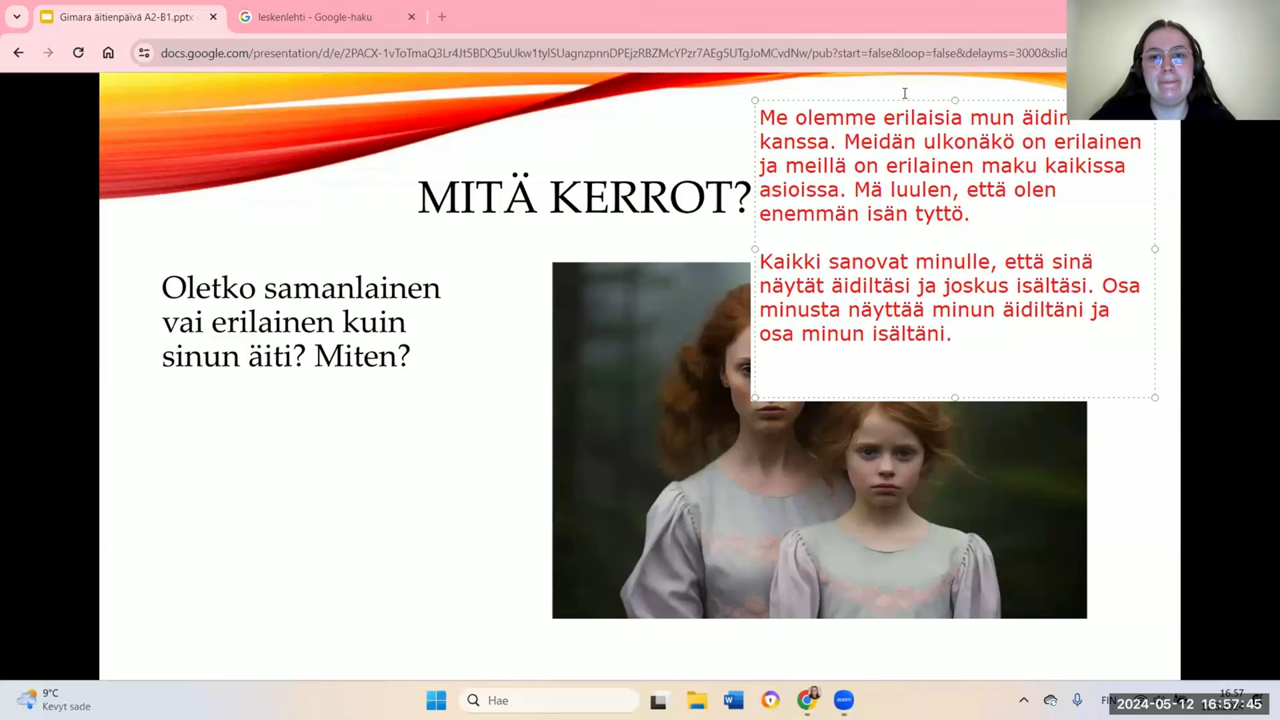 Gimara äitienpäivä A2-B1.pptx
leskenlehti - Google-haku
docs.google.com/presentation/d/e/2PACX-1vToTmaQ3Lr4Jt5BDQ5uUkw1tylSUagnzpnnDPEjzRBZMcYPzr7AEg5UTgJoMCvdNw/pub?start=false&loop=false&delayms=3000&slid
MITÄ KERROT?
Oletko samanlainen
vai erilainen kuin
sinun äiti? Miten?
Me olemme erilaisia mun äidin
kanssa. Meidän ulkonäkö on erilainen
ja meillä on erilainen maku kaikissa
asioissa. Mä luulen, että olen
enemmän isän tyttö.
Kaikki sanovat minulle, että sinä
näytät äidiltäsi ja joskus isältäsi. Osa
minusta näyttää minun äidiltäni ja
osa minun isältäni.
9°C
Kevyt sade
Hae
zoom
FIN
16.57
2024-05-12 16:57:45